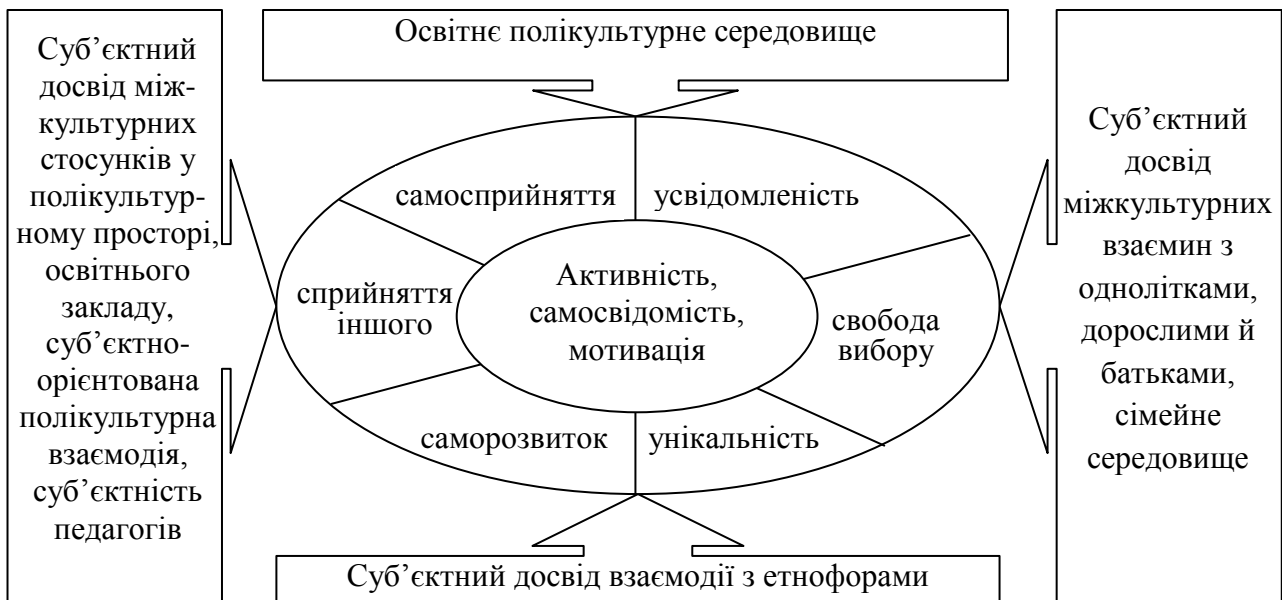 Освітнє полікультурне середовище
Суб’єктний
досвід між-
культурних
стосунків у
полікультур-
ному просторі,
освітнього
закладу,
суб’єктно-
орієнтована
полікультурна
взаємодія,
суб’єктність
педагогів
самосприйняття
усвідомленість
сприйняття
іншого
Активність,
самосвідомість,
мотивація
свобода
вибору
саморозвиток
унікальність
Суб’єктний
досвід
міжкультурних
взаємин з
однолітками,
дорослими й
батьками,
сімейне
середовище
Суб’єктний досвід взаємодії з етнофорами